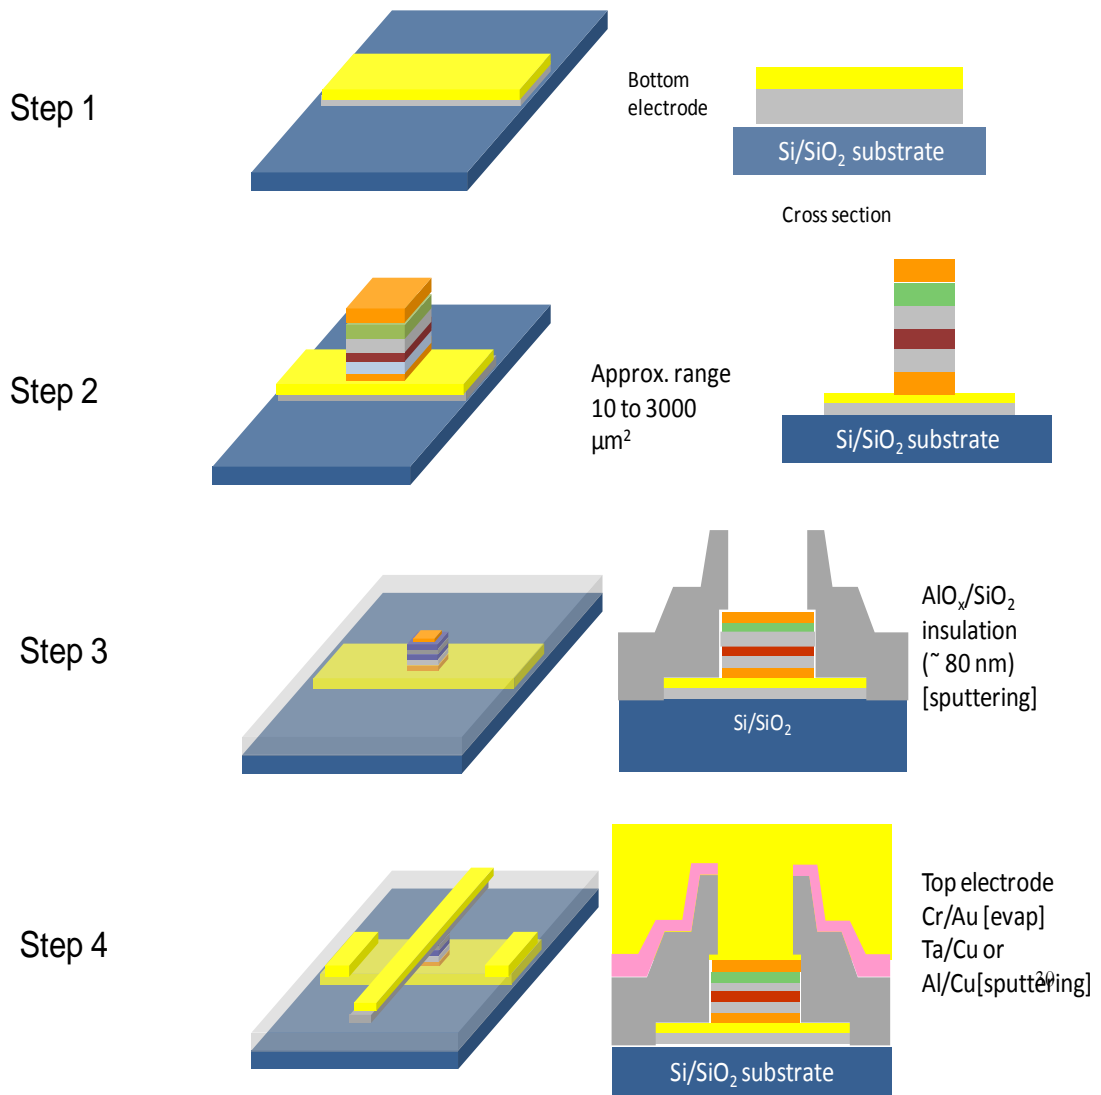 Step 1
Bottom
electrode
Si/SiO₂ substrate
Cross section
Step 2
Approx. range
10 to 3000
µm²
Si/SiO₂ substrate
Step 3
AlOₓ/SiO₂
insulation
(~ 80 nm)
[sputtering]
Si/SiO₂
Step 4
Top electrode
Cr/Au [evap]
Ta/Cu or
Al/Cu[sputtering]
Si/SiO₂ substrate